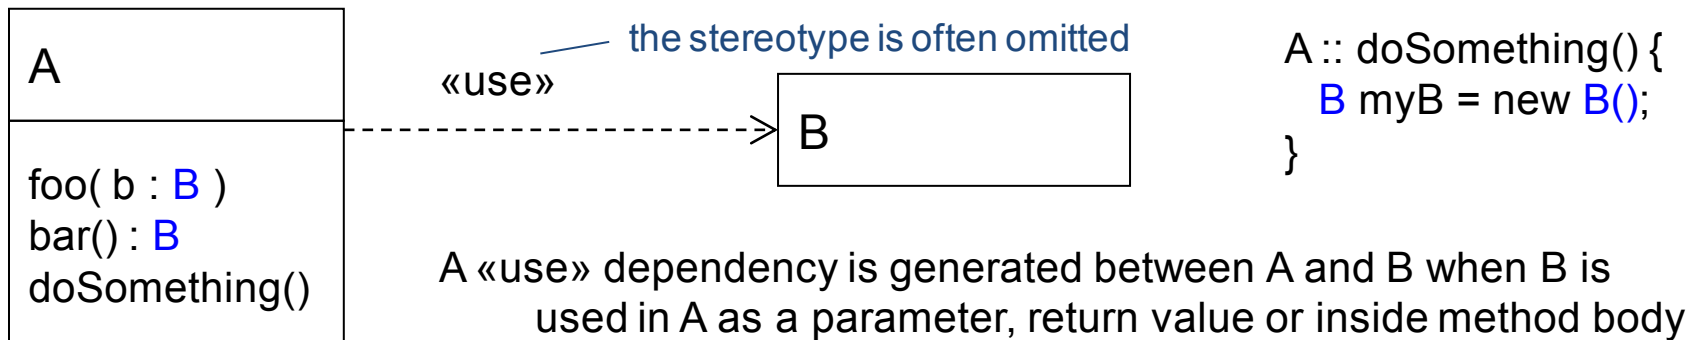 A
foo( b : B )
bar() : B
doSomething()
«use»
the stereotype is often omitted
B
A :: doSomething() {
B myB = new B();
}
A «use» dependency is generated between A and B when B is
used in A as a parameter, return value or inside method body